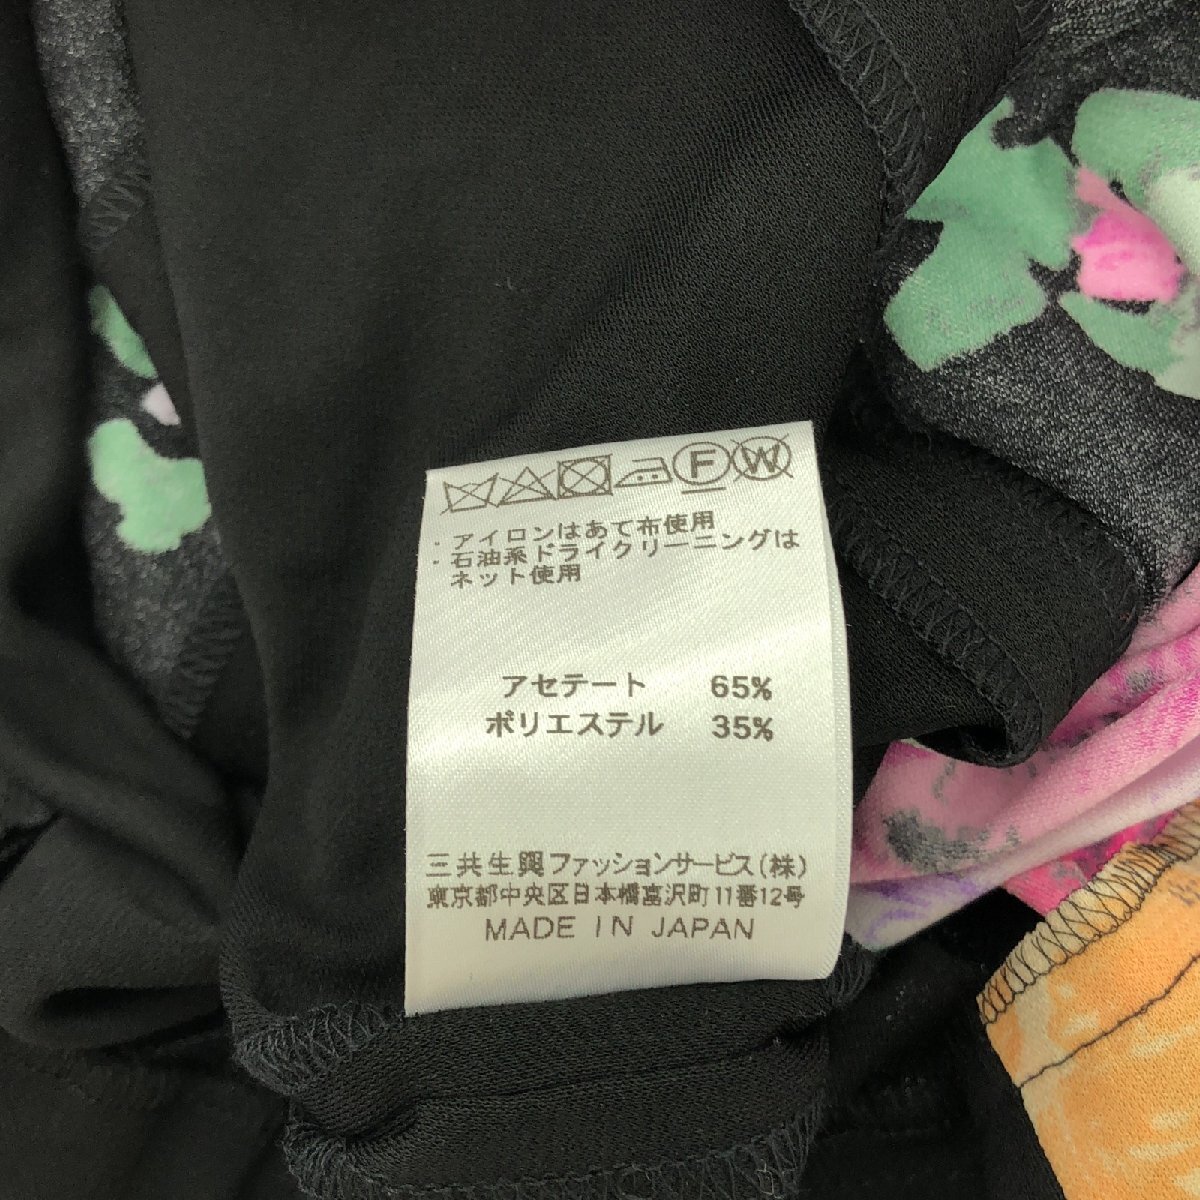 F W
・アイロンはあて布使用
・石油系ドライクリーニングは
ネット使用
アセテート 65%
ポリエステル 35%
三共生興ファッションサービス(株)
東京都中央区日本橋富沢町11番12号
MADE IN JAPAN